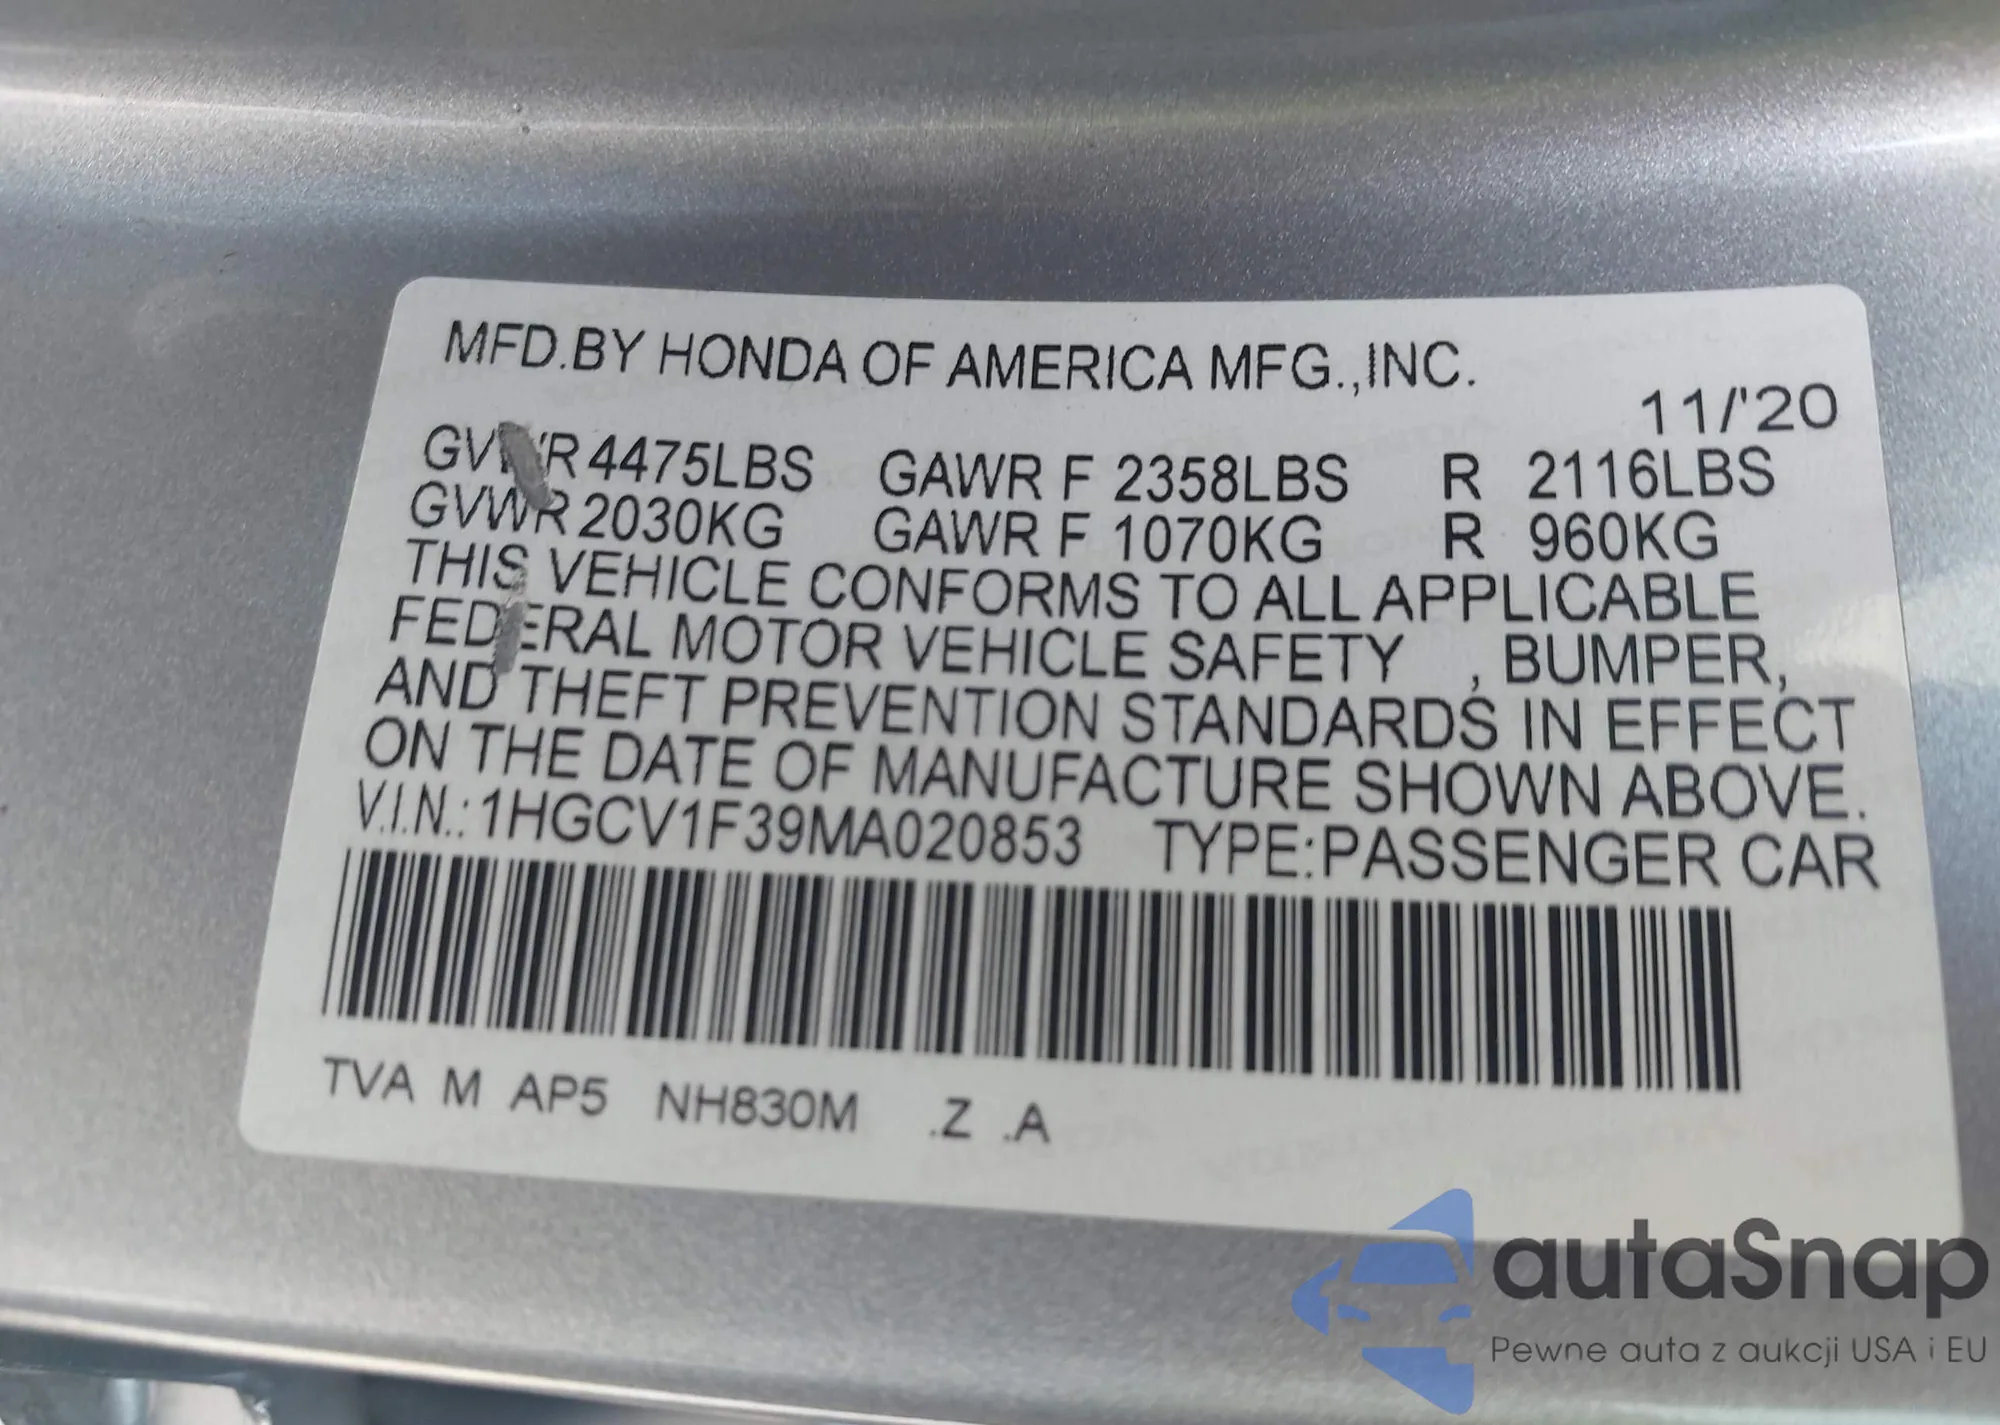 MFD.BY HONDA OF AMERICA MFG.,INC.
11/'20
GVWR 4475LBS GAWR F 2358LBS R 2116LBS
GVWR 2030KG GAWR F 1070KG R 960KG
THIS VEHICLE CONFORMS TO ALL APPLICABLE
FEDERAL MOTOR VEHICLE SAFETY , BUMPER,
AND THEFT PREVENTION STANDARDS IN EFFECT
ON THE DATE OF MANUFACTURE SHOWN ABOVE.
V.I.N.: 1HGCV1F39MA020853 TYPE:PASSENGER CAR
TVA M AP5 NH830M .Z .A
autaSnap
Pewne auta z aukcji USA i EU